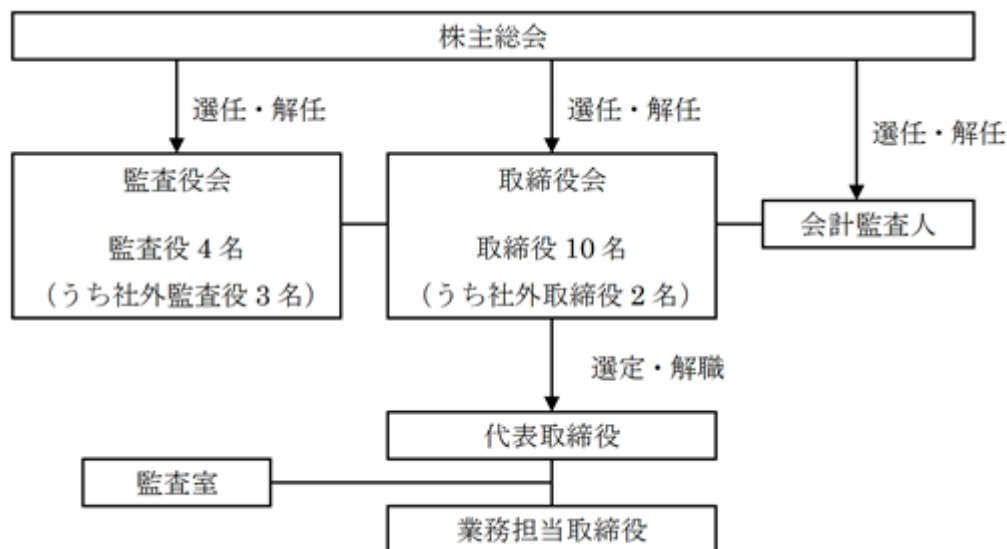 株主総会
選任・解任
選任・解任
選任・解任
監査役会
監査役 4 名
（うち社外監査役 3 名）
取締役会
取締役 10 名
（うち社外取締役 2 名）
会計監査人
選定・解職
代表取締役
監査室
業務担当取締役